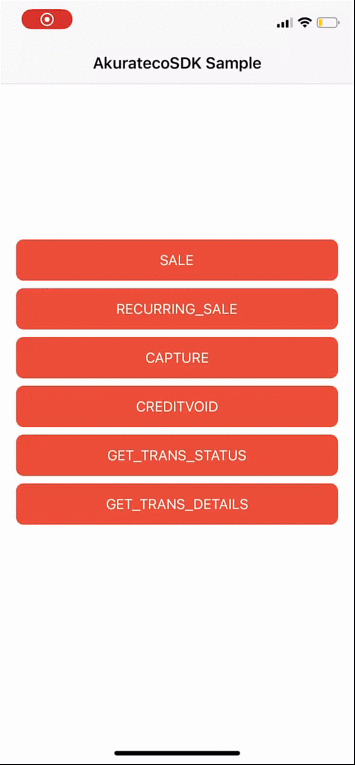 AkuratecoSDK Sample
SALE
RECURRING_SALE
CAPTURE
CREDITVOID
GET_TRANS_STATUS
GET_TRANS_DETAILS